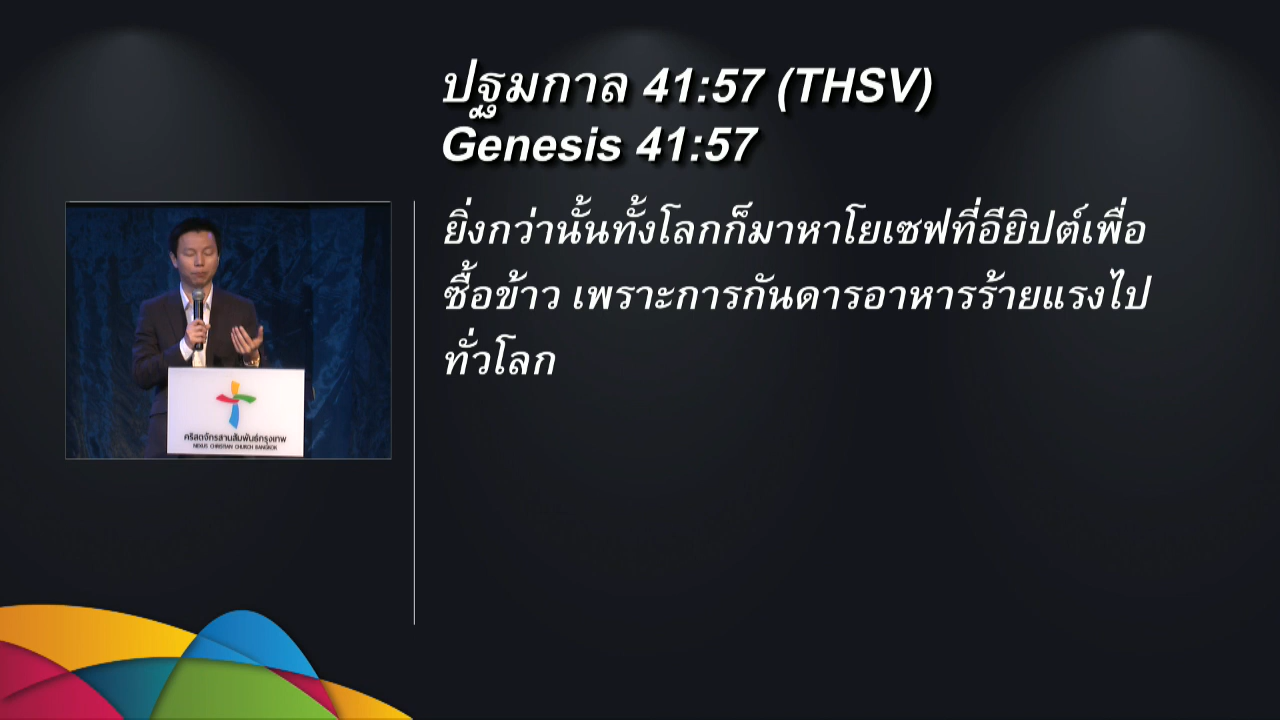 ปฐมกาล 41:57 (THSV)
Genesis 41:57
ยิ่งกว่านั้นทั้งโลกก็มาหาโยเซฟที่อียิปต์เพื่อ
ซื้อข้าว เพราะการกันดารอาหารร้ายแรงไป
ทั่วโลก
คริสตจักรสานสัมพันธ์กรุงเทพ
NEXUS CHRISTIAN CHURCH BANGKOK